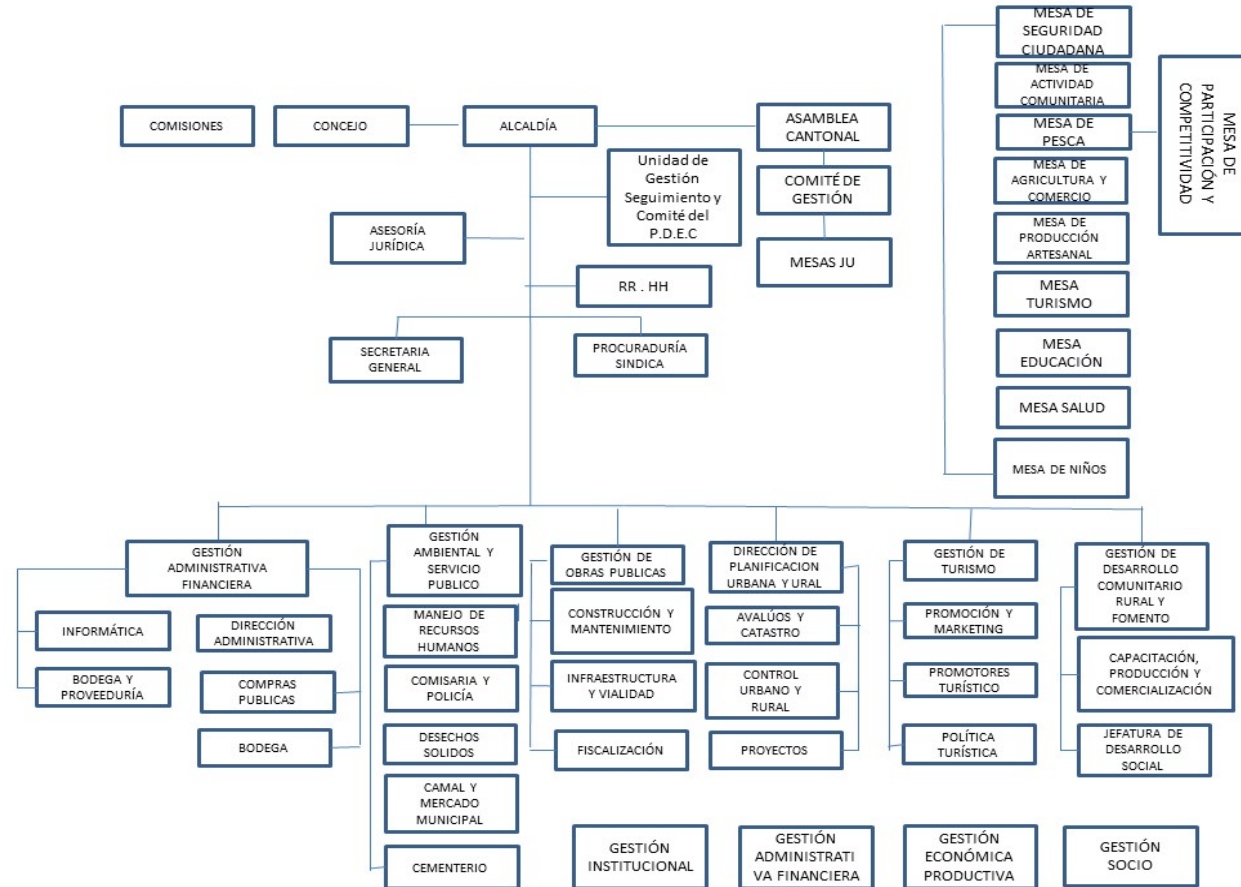 MESA DE
SEGURIDAD
CIUDADANA
MESA DE
ACTIVIDAD
COMUNITARIA
MESA DE
PESCA
MESA DE
AGRICULTURA Y
COMERCIO
MESA DE
PRODUCCIÓN
ARTESANAL
MESA
TURISMO
MESA
EDUCACIÓN
MESA SALUD
MESA DE NIÑOS
MESA DE
PARTICIPACIÓN Y
COMPETITIVIDAD
COMISIONES
CONCEJO
ALCALDÍA
ASAMBLEA
CANTONAL
Unidad de
Gestión
Seguimiento y
Comité del
P.D.E.C
COMITÉ DE
GESTIÓN
MESAS JU
ASESORÍA
JURÍDICA
RR . HH
SECRETARIA
GENERAL
PROCURADURÍA
SINDICA
GESTIÓN
ADMINISTRATIVA
FINANCIERA
INFORMÁTICA
BODEGA Y
PROVEEDURÍA
DIRECCIÓN
ADMINISTRATIVA
COMPRAS
PUBLICAS
BODEGA
GESTIÓN
AMBIENTAL Y
SERVICIO
PUBLICO
MANEJO DE
RECURSOS
HUMANOS
COMISARIA Y
POLICÍA
DESECHOS
SOLIDOS
CAMAL Y
MERCADO
MUNICIPAL
CEMENTERIO
GESTIÓN DE
OBRAS PUBLICAS
CONSTRUCCIÓN Y
MANTENIMIENTO
INFRAESTRUCTURA
Y VIALIDAD
FISCALIZACIÓN
DIRECCIÓN DE
PLANIFICACION
URBANA Y URAL
AVALÚOS Y
CATASTRO
CONTROL
URBANO Y
RURAL
PROYECTOS
GESTIÓN DE
TURISMO
PROMOCIÓN Y
MARKETING
PROMOTORES
TURÍSTICO
POLÍTICA
TURÍSTICA
GESTIÓN DE
DESARROLLO
COMUNITARIO
RURAL Y
FOMENTO
CAPACITACIÓN,
PRODUCCIÓN Y
COMERCIALIZACIÓN
JEFATURA DE
DESARROLLO
SOCIAL
GESTIÓN
INSTITUCIONAL
GESTIÓN
ADMINISTRATI
VA FINANCIERA
GESTIÓN
ECONÓMICA
PRODUCTIVA
GESTIÓN
SOCIO